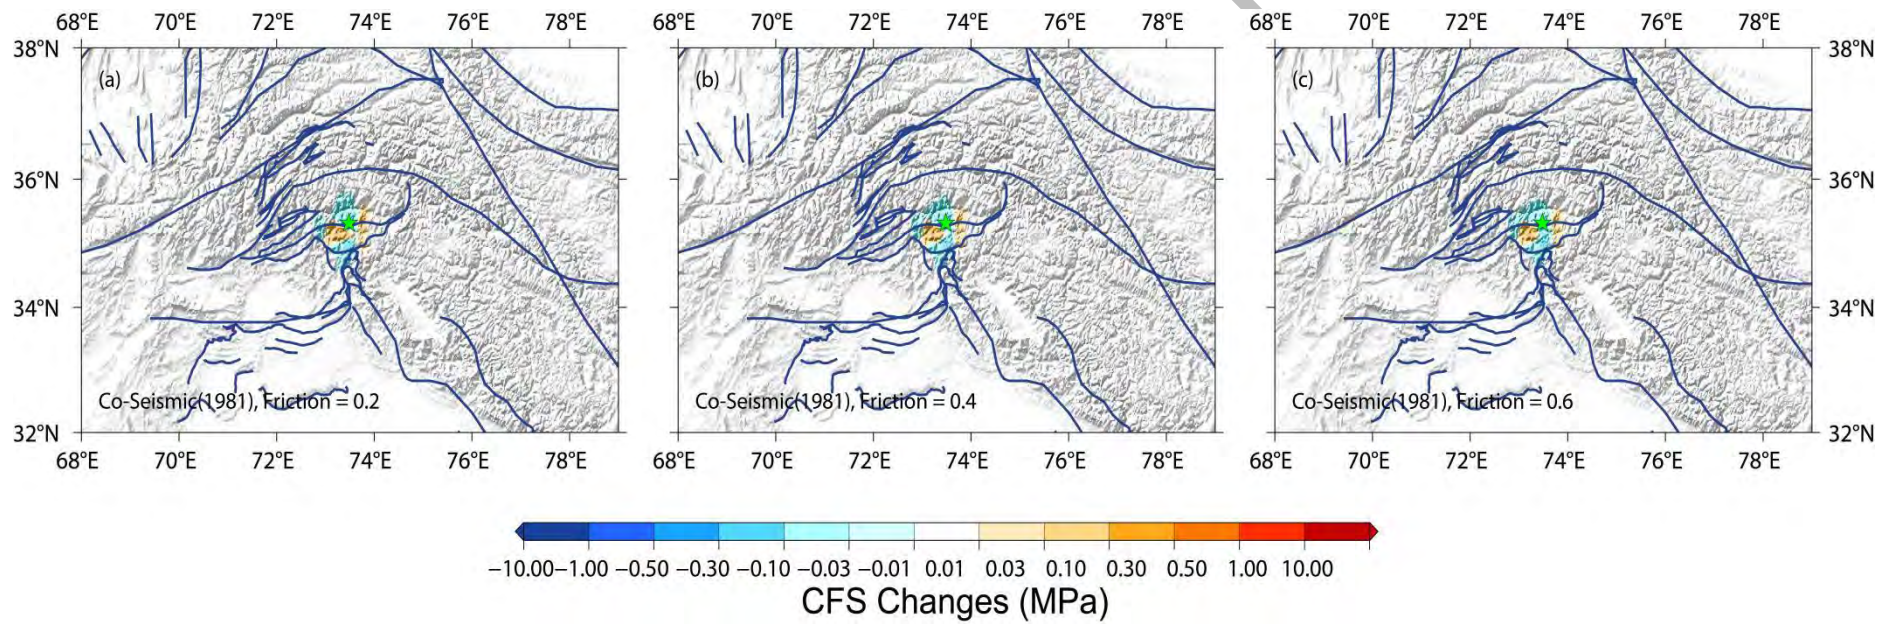 68°E 70°E 72°E 74°E 76°E 78°E 68°E 70°E 72°E 74°E 76°E 78°E 68°E 70°E 72°E 74°E 76°E 78°E
38°N 38°N
(a) (b) (c)
36°N 36°N
34°N 34°N
Co-Seismic(1981), Friction = 0.2 Co-Seismic(1981), Friction = 0.4 Co-Seismic(1981), Friction = 0.6
32°N 32°N
68°E 70°E 72°E 74°E 76°E 78°E 68°E 70°E 72°E 74°E 76°E 78°E 68°E 70°E 72°E 74°E 76°E 78°E
−10.00 −1.00 −0.50 −0.30 −0.10 −0.03 −0.01 0.01 0.03 0.10 0.30 0.50 1.00 10.00
CFS Changes (MPa)